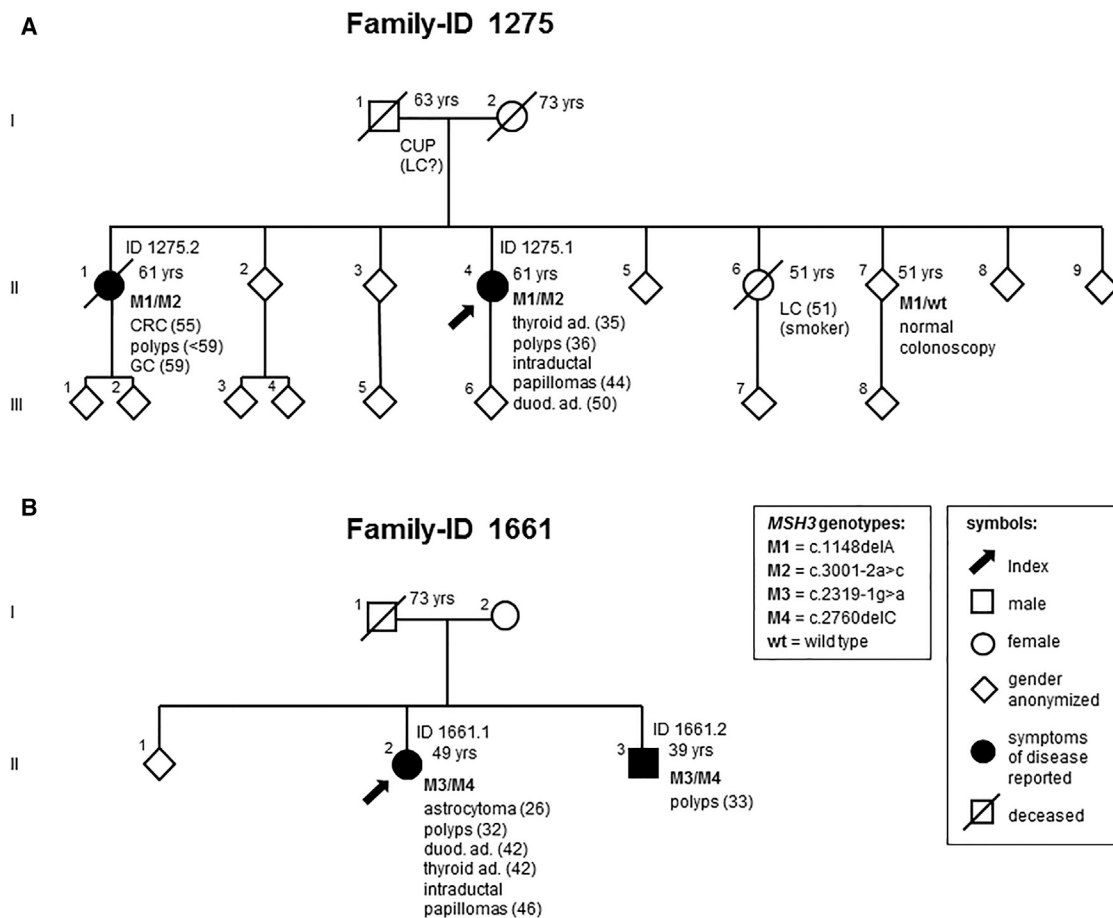 A
Family-ID 1275
I
1
63 yrs
2
73 yrs
CUP
(LC?)
II
ID 1275.2
1
61 yrs
M1/M2
CRC (55)
polyps (<59)
GC (59)
2
3
ID 1275.1
4
61 yrs
M1/M2
thyroid ad. (35)
polyps (36)
intraductal
papillomas (44)
duod. ad. (50)
5
6
51 yrs
LC (51)
(smoker)
7
51 yrs
M1/wt
normal
colonoscopy
8
9
III
1
2
3
4
5
6
7
8
B
Family-ID 1661
I
1
73 yrs
2
II
1
ID 1661.1
2
49 yrs
M3/M4
astrocytoma (26)
polyps (32)
duod. ad. (42)
thyroid ad. (42)
intraductal
papillomas (46)
ID 1661.2
3
39 yrs
M3/M4
polyps (33)
MSH3 genotypes:
M1 = c.1148delA
M2 = c.3001-2a>c
M3 = c.2319-1g>a
M4 = c.2760delC
wt = wild type
symbols:
Index
male
female
gender
anonymized
symptoms
of disease
reported
deceased